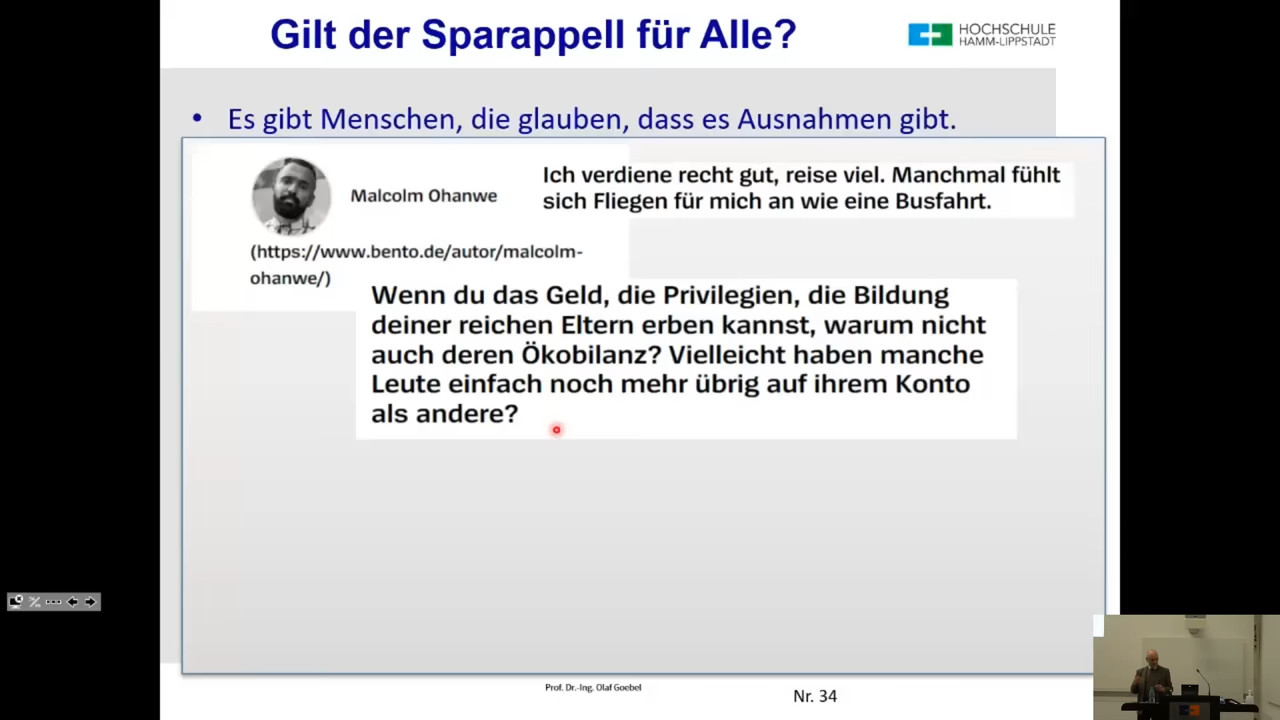 Gilt der Sparappell für Alle?
HOCHSCHULE
HAMM-LIPPSTADT
• Es gibt Menschen, die glauben, dass es Ausnahmen gibt.
Malcolm Ohanwe
(https://www.bento.de/autor/malcolm-
ohanwe/)
Ich verdiene recht gut, reise viel. Manchmal fühlt
sich Fliegen für mich an wie eine Busfahrt.
Wenn du das Geld, die Privilegien, die Bildung
deiner reichen Eltern erben kannst, warum nicht
auch deren Ökobilanz? Vielleicht haben manche
Leute einfach noch mehr übrig auf ihrem Konto
als andere?
Prof. Dr.-Ing. Olaf Goebel
Nr. 34